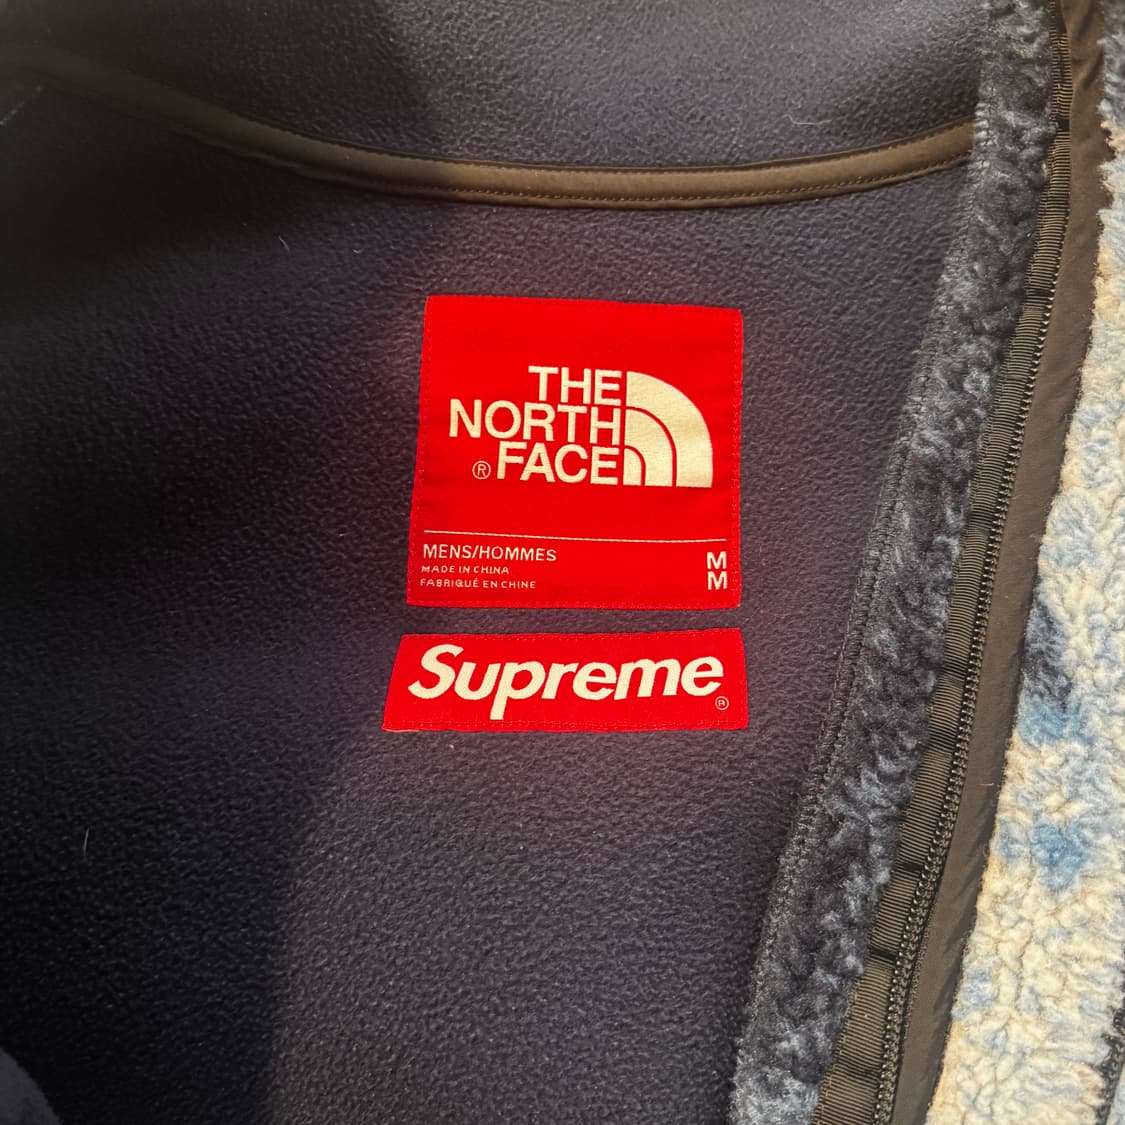 THE
NORTH
® FACE
MENS/HOMMES M
MADE IN CHINA
FABRIQUÉ EN CHINE M
Supreme ®